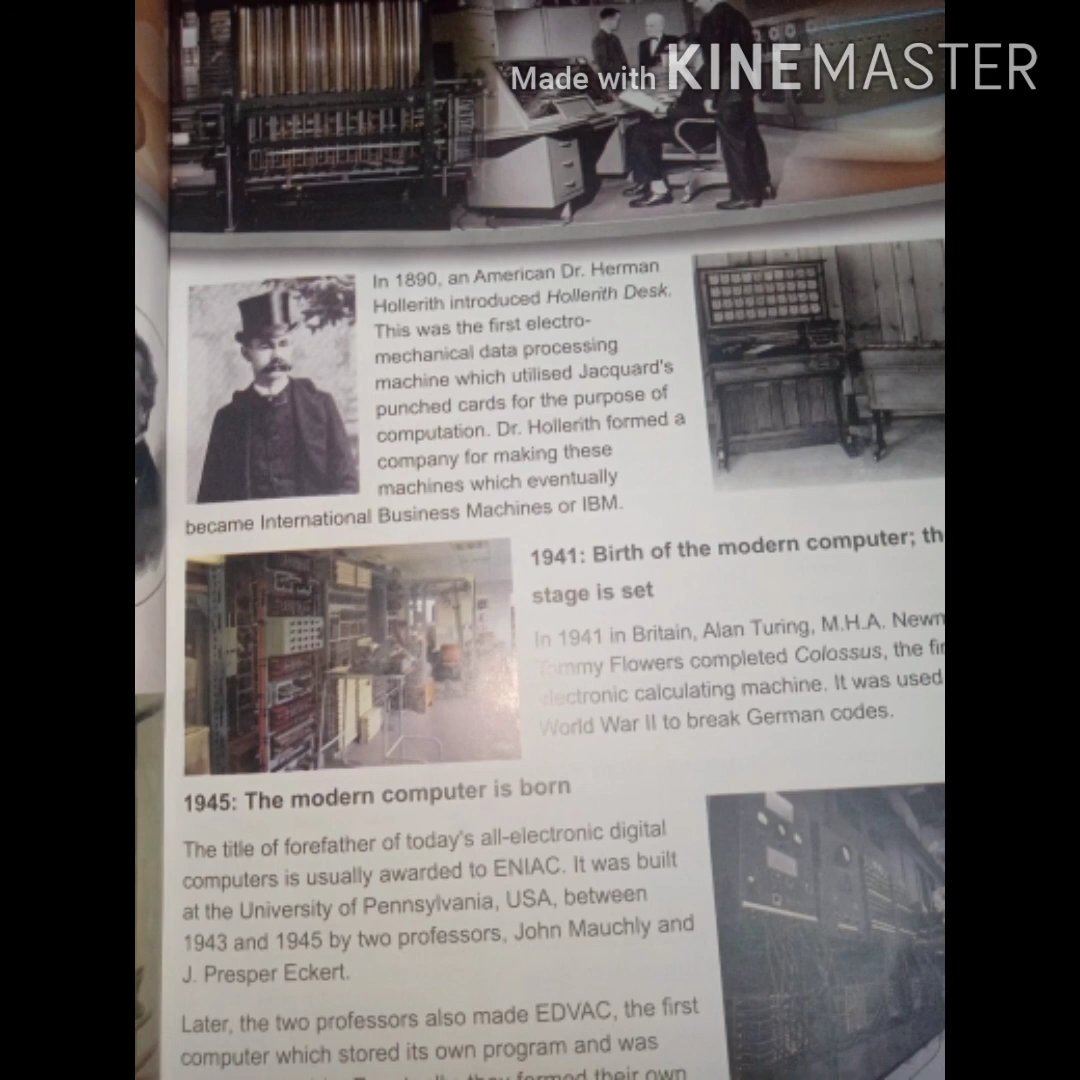 Made with KINEMASTER
In 1890, an American Dr. Herman
Hollerith introduced Hollerith Desk.
This was the first electro-
mechanical data processing
machine which utilised Jacquard's
punched cards for the purpose of
computation. Dr. Hollerith formed a
company for making these
machines which eventually
became International Business Machines or IBM.
1941: Birth of the modern computer; th
stage is set
In 1941 in Britain, Alan Turing, M.H.A. Newm
Tommy Flowers completed Colossus, the fir
electronic calculating machine. It was used
World War II to break German codes.
1945: The modern computer is born
The title of forefather of today's all-electronic digital
computers is usually awarded to ENIAC. It was built
at the University of Pennsylvania, USA, between
1943 and 1945 by two professors, John Mauchly and
J. Presper Eckert.
Later, the two professors also made EDVAC, the first
computer which stored its own program and was
they formed their own